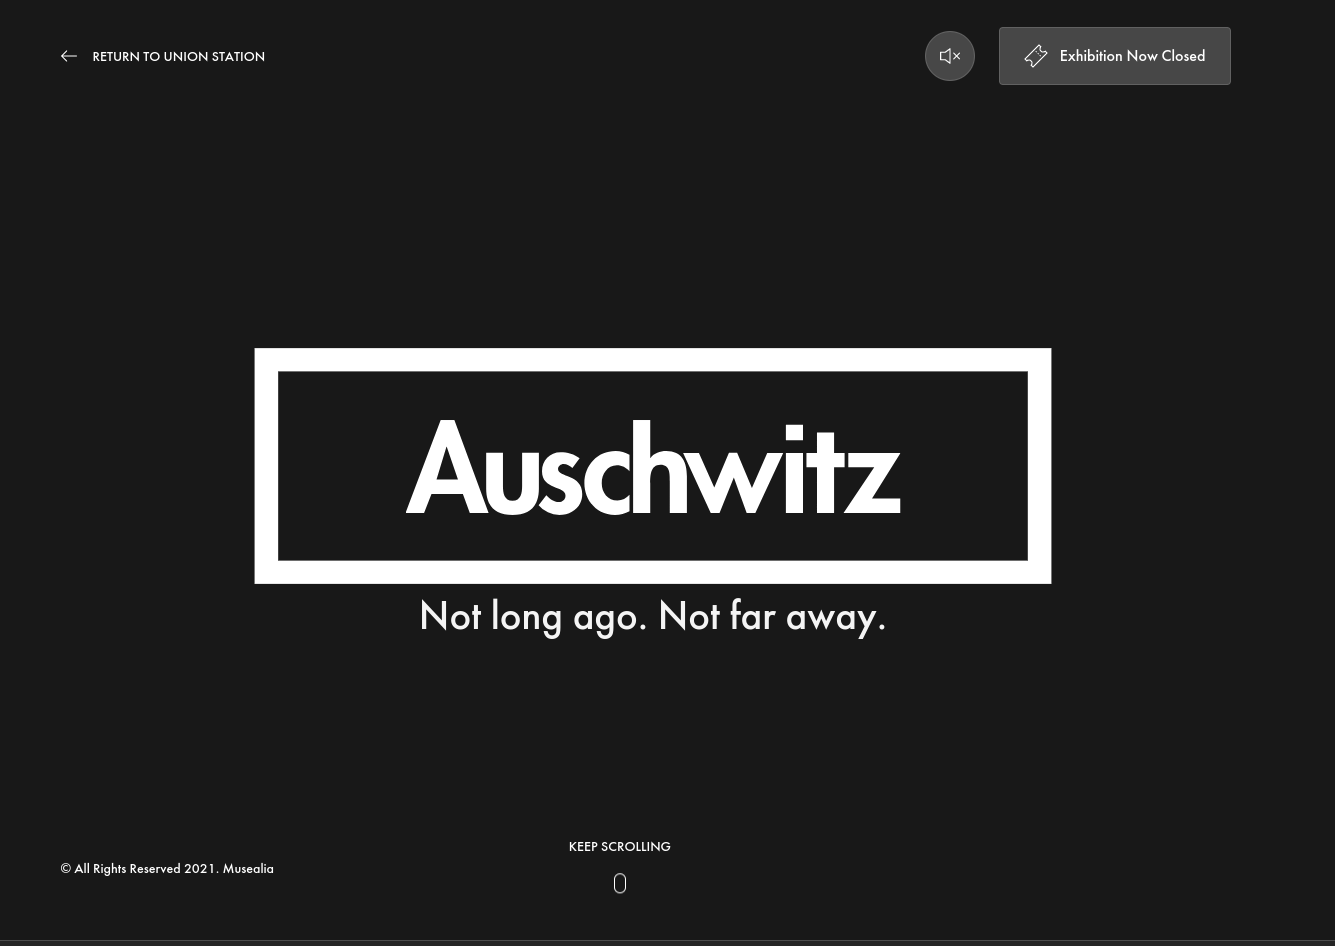 RETURN TO UNION STATION
Exhibition Now Closed
Auschwitz
Not long ago. Not far away.
KEEP SCROLLING
© All Rights Reserved 2021. Musealia